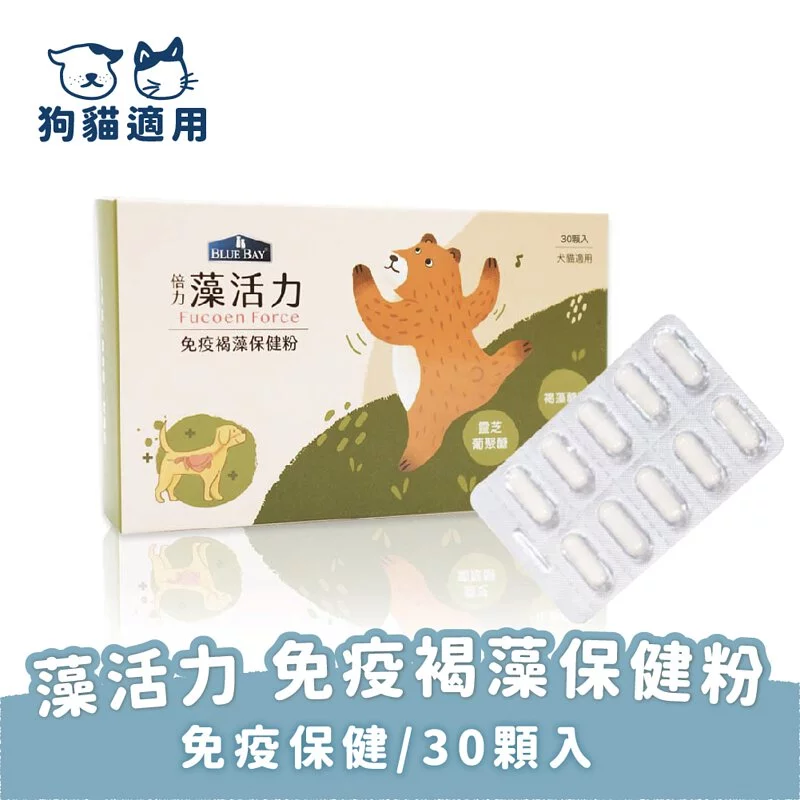 狗貓適用
BLUE BAY
倍力
藻活力
Fucoen Force
免疫褐藻保健粉
30顆入
犬貓適用
褐藻
靈芝
葡聚醣
藻活力 免疫褐藻保健粉
免疫保健/30顆入